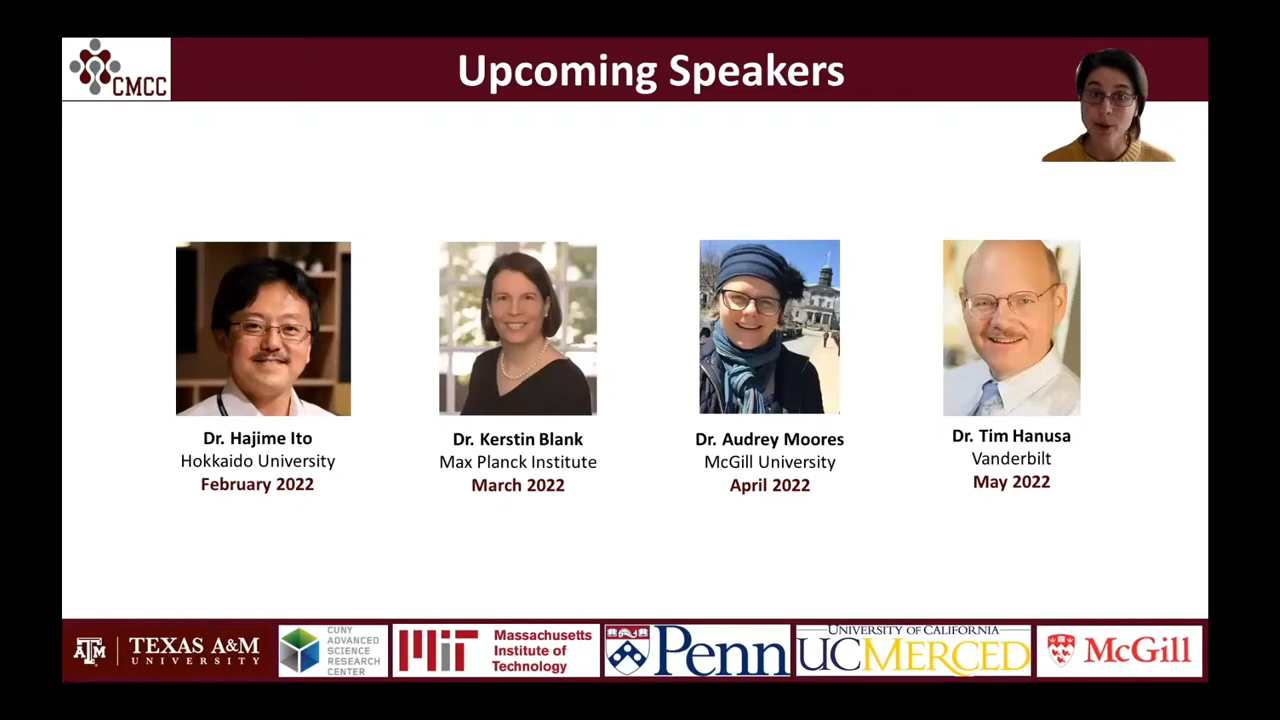 CMCC
Upcoming Speakers
Dr. Hajime Ito
Hokkaido University
February 2022
Dr. Kerstin Blank
Max Planck Institute
March 2022
Dr. Audrey Moores
McGill University
April 2022
Dr. Tim Hanusa
Vanderbilt
May 2022
ATM
TEXAS A&M
UNIVERSITY
CUNY
ADVANCED
SCIENCE
RESEARCH
CENTER
MIT
Massachusetts
Institute of
Technology
Penn
UNIVERSITY OF CALIFORNIA
UCMERCED
McGill